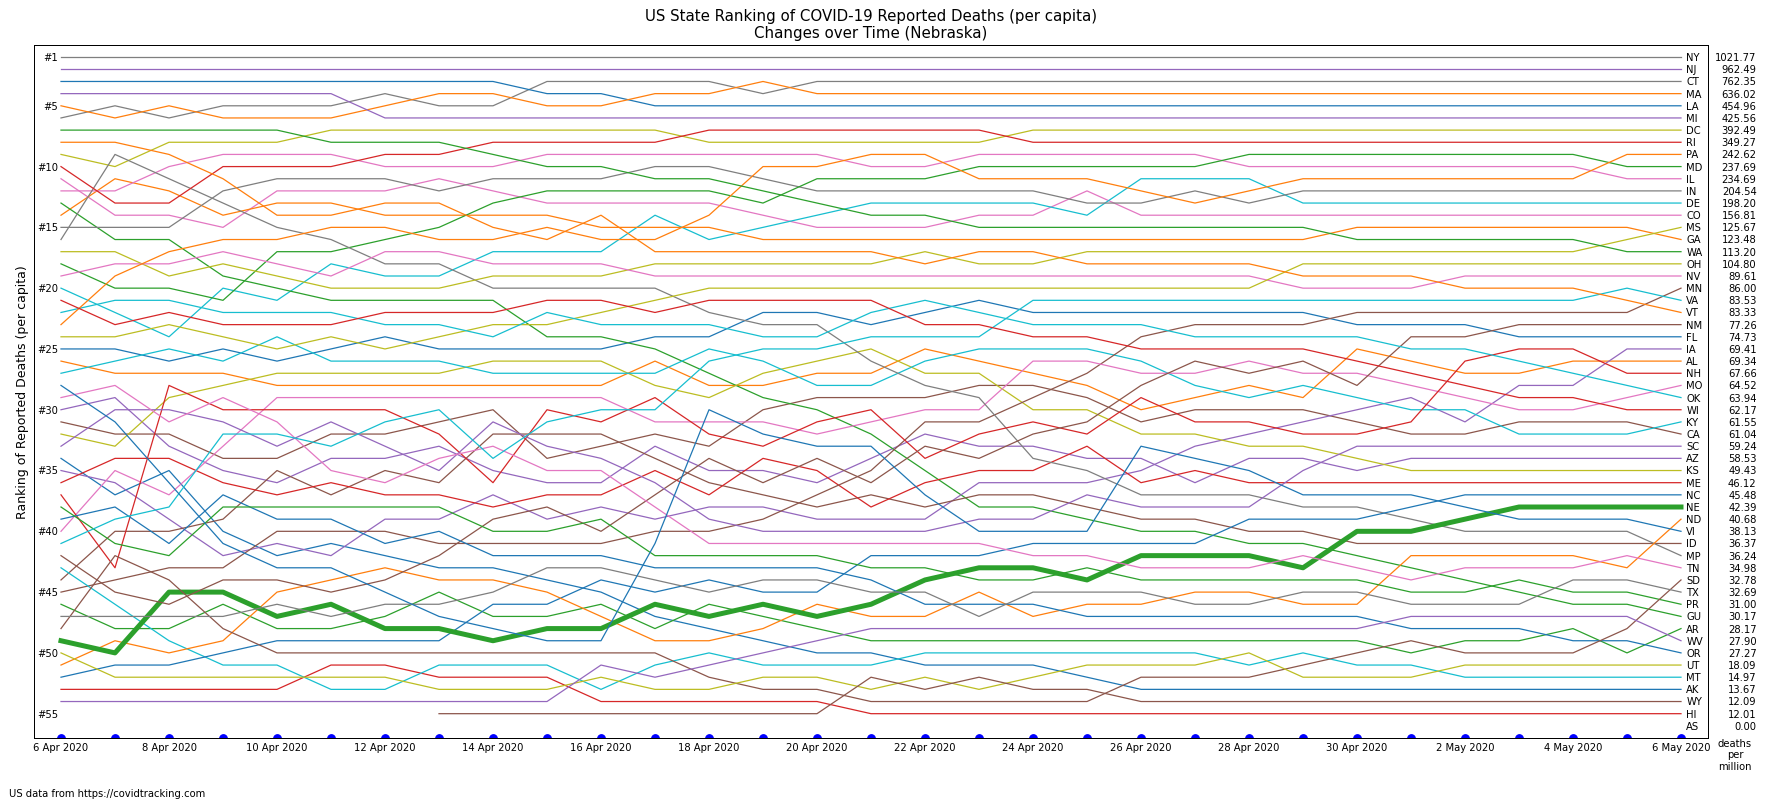 US State Ranking of COVID-19 Reported Deaths (per capita)
Changes over Time (Nebraska)
Ranking of Reported Deaths (per capita)
#1
#5
#10
#15
#20
#25
#30
#35
#40
#45
#50
#55
NY 1021.77
NJ 962.49
CT 762.35
MA 636.02
LA 454.96
MI 425.56
DC 392.49
RI 349.27
PA 242.62
MD 237.69
IL 234.69
IN 204.54
DE 198.20
CO 156.81
MS 125.67
GA 123.48
WA 113.20
OH 104.80
NV 89.61
MN 86.00
VA 83.53
VT 83.33
NM 77.26
FL 74.73
IA 69.41
AL 69.34
NH 67.66
MO 64.52
OK 63.94
WI 62.17
KY 61.55
CA 61.04
SC 59.24
AZ 58.53
KS 49.43
ME 46.12
NC 45.48
NE 42.39
ND 40.68
VI 38.13
ID 36.37
MP 36.24
TN 34.98
SD 32.78
TX 32.69
PR 31.00
GU 30.17
AR 28.17
WV 27.90
OR 27.27
UT 18.09
MT 14.97
AK 13.67
WY 12.09
HI 12.01
AS 0.00
6 Apr 2020 8 Apr 2020 10 Apr 2020 12 Apr 2020 14 Apr 2020 16 Apr 2020 18 Apr 2020 20 Apr 2020 22 Apr 2020 24 Apr 2020 26 Apr 2020 28 Apr 2020 30 Apr 2020 2 May 2020 4 May 2020 6 May 2020
deaths
per
million
US data from https://covidtracking.com